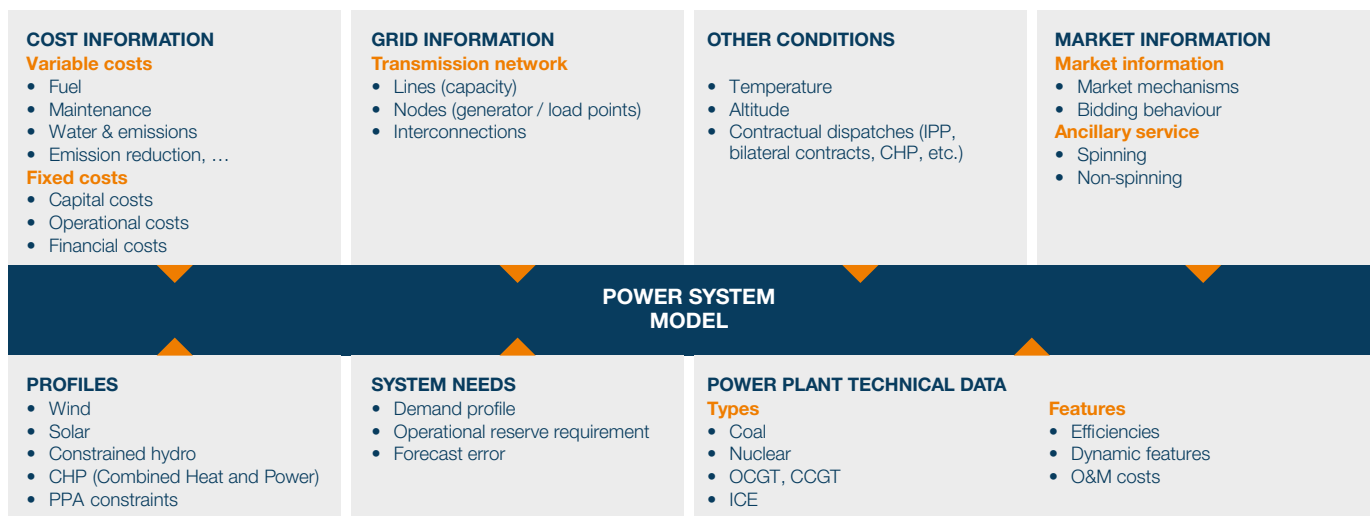 COST INFORMATION
Variable costs
• Fuel
• Maintenance
• Water & emissions
• Emission reduction, …
Fixed costs
• Capital costs
• Operational costs
• Financial costs
GRID INFORMATION
Transmission network
• Lines (capacity)
• Nodes (generator / load points)
• Interconnections
OTHER CONDITIONS
• Temperature
• Altitude
• Contractual dispatches (IPP,
bilateral contracts, CHP, etc.)
MARKET INFORMATION
Market information
• Market mechanisms
• Bidding behaviour
Ancillary service
• Spinning
• Non-spinning
POWER SYSTEM
MODEL
PROFILES
• Wind
• Solar
• Constrained hydro
• CHP (Combined Heat and Power)
• PPA constraints
SYSTEM NEEDS
• Demand profile
• Operational reserve requirement
• Forecast error
POWER PLANT TECHNICAL DATA
Types
• Coal
• Nuclear
• OCGT, CCGT
• ICE
Features
• Efficiencies
• Dynamic features
• O&M costs